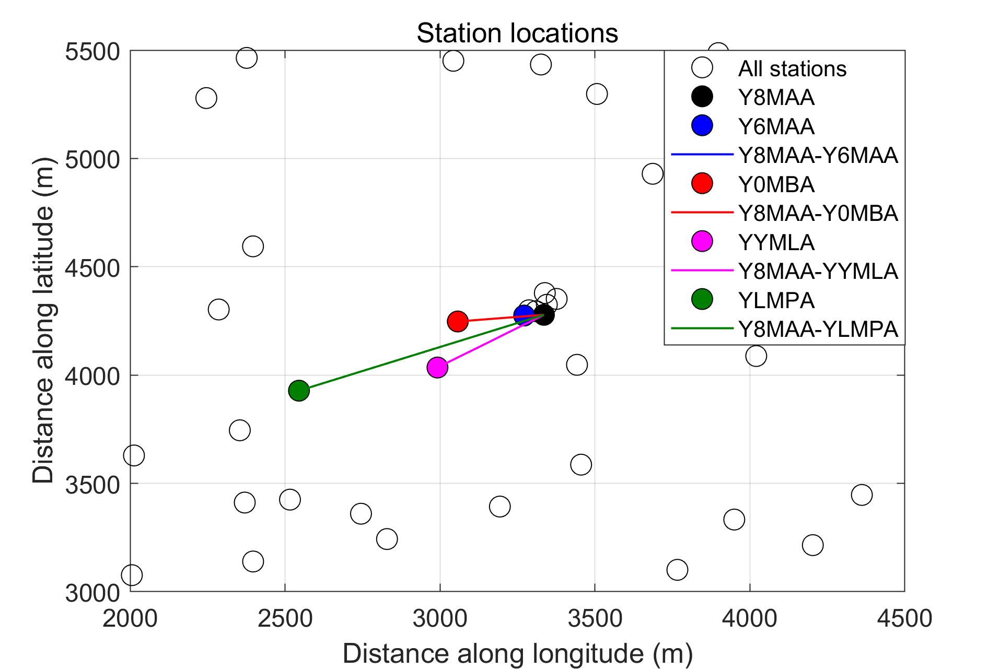 Station locations
5500
5000
4500
4000
3500
3000
Distance along latitude (m)
All stations
Y8MAA
Y6MAA
Y8MAA-Y6MAA
Y0MBA
Y8MAA-Y0MBA
YYMLA
Y8MAA-YYMLA
YLMPA
Y8MAA-YLMPA
2000 2500 3000 3500 4000 4500
Distance along longitude (m)